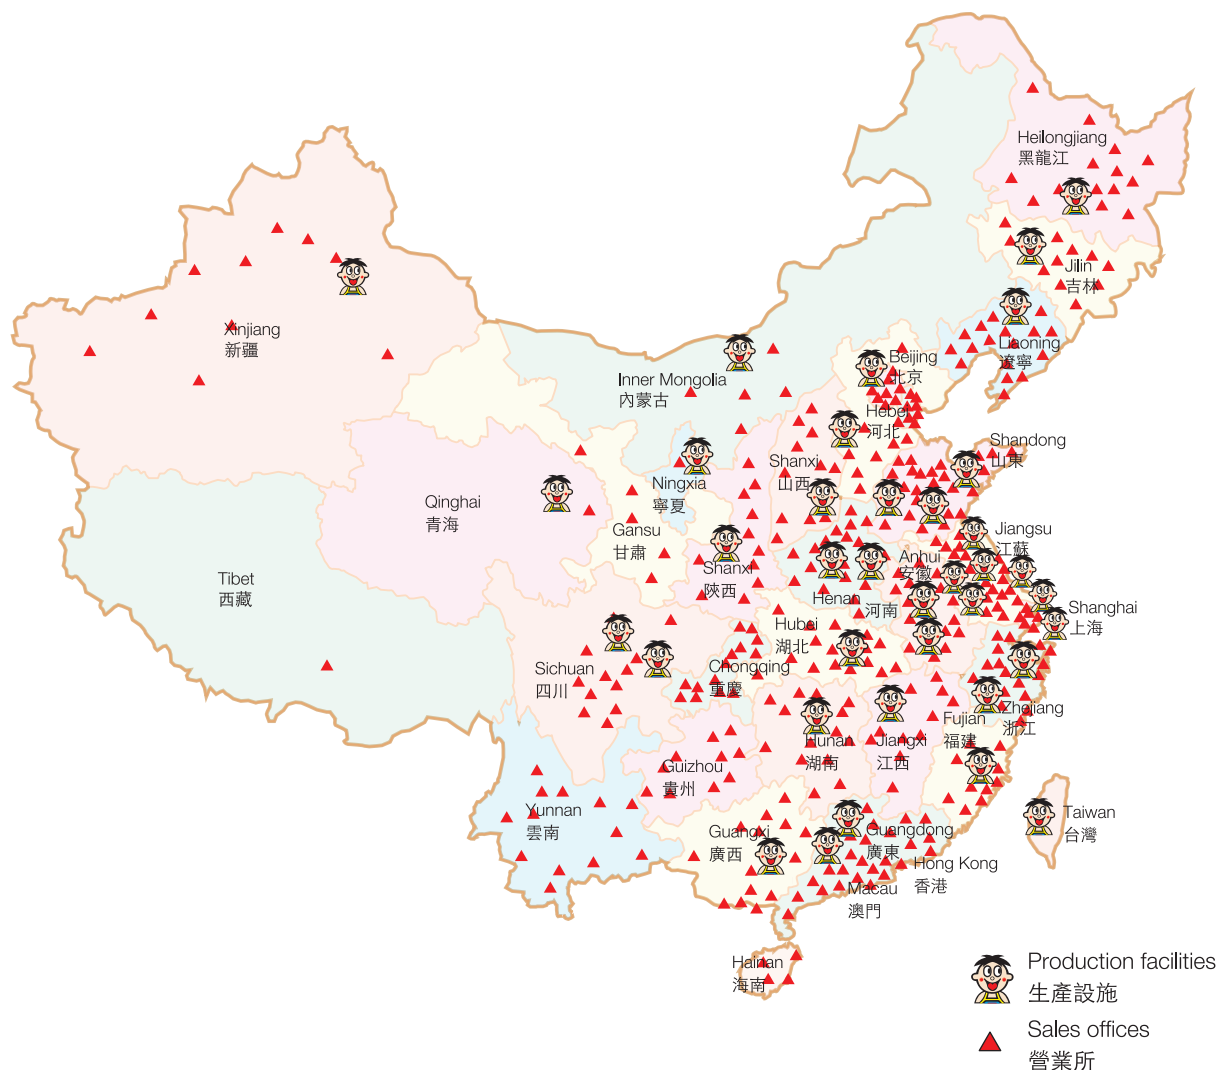 Heilongjiang
黑龍江
Jilin
吉林
Xinjiang
新疆
Liaoning
遼寧
Beijing
北京
Inner Mongolia
內蒙古
Hebei
河北
Shandong
山東
Shanxi
山西
Ningxia
寧夏
Qinghai
青海
Gansu
甘肅
Jiangsu
江蘇
Anhui
安徽
Shanxi
陝西
Tibet
西藏
Henan
河南
Shanghai
上海
Hubei
湖北
Sichuan
四川
Chongqing
重慶
Zhejiang
浙江
Fujian
福建
Hunan
湖南
Jiangxi
江西
Guizhou
貴州
Yunnan
雲南
Guangxi
廣西
Guangdong
廣東
Taiwan
台灣
Hong Kong
香港
Macau
澳門
Hainan
海南
Production facilities
生產設施
Sales offices
營業所